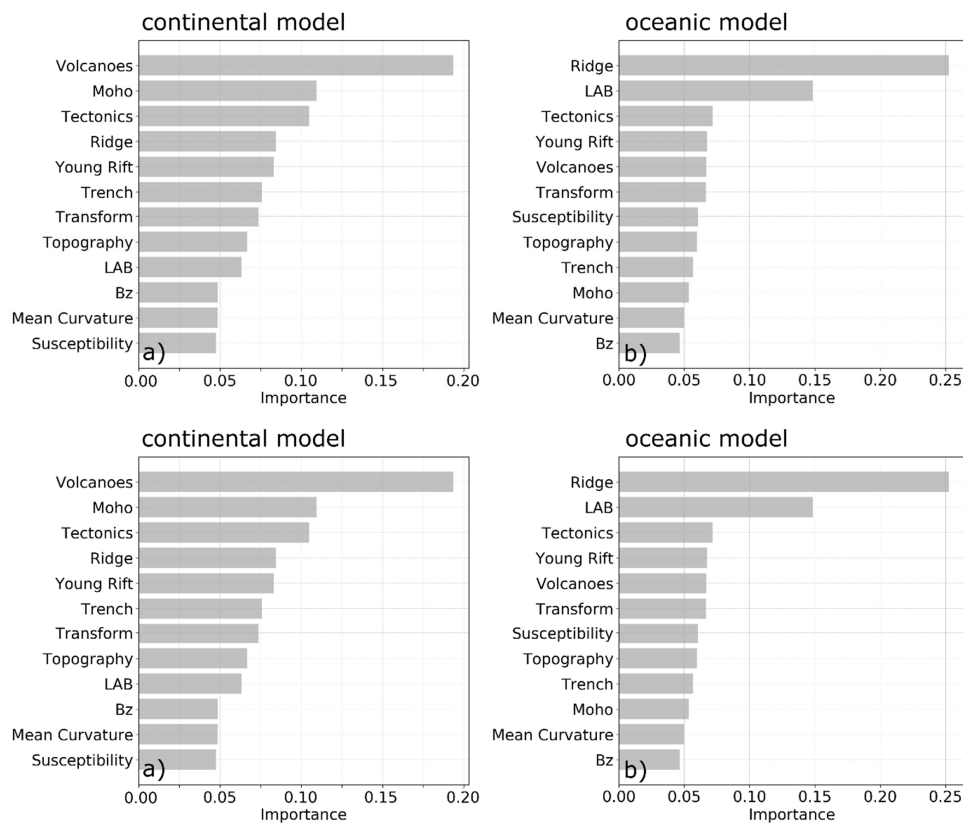 continental model
Volcanoes
Moho
Tectonics
Ridge
Young Rift
Trench
Transform
Topography
LAB
Bz
Mean Curvature
Susceptibility
a)
0.00 0.05 0.10 0.15 0.20
Importance
oceanic model
Ridge
LAB
Tectonics
Young Rift
Volcanoes
Transform
Susceptibility
Topography
Trench
Moho
Mean Curvature
Bz
b)
0.00 0.05 0.10 0.15 0.20 0.25
Importance
continental model
Volcanoes
Moho
Tectonics
Ridge
Young Rift
Trench
Transform
Topography
LAB
Bz
Mean Curvature
Susceptibility
a)
0.00 0.05 0.10 0.15 0.20
Importance
oceanic model
Ridge
LAB
Tectonics
Young Rift
Volcanoes
Transform
Susceptibility
Topography
Trench
Moho
Mean Curvature
Bz
b)
0.00 0.05 0.10 0.15 0.20 0.25
Importance